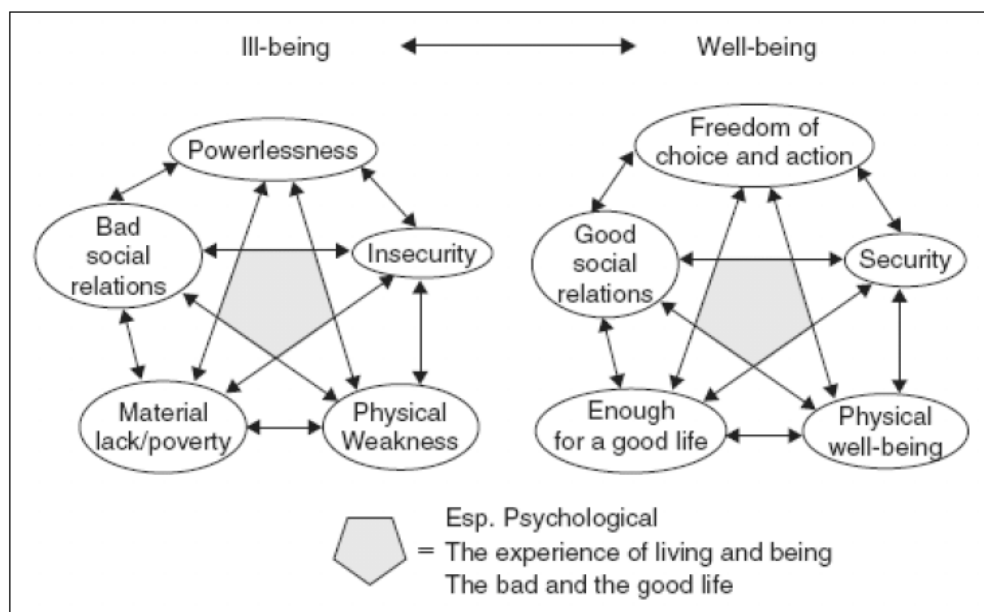 Ill-being
Well-being
Powerlessness
Bad
social
relations
Insecurity
Material
lack/poverty
Physical
Weakness
Freedom of
choice and action
Good
social
relations
Security
Enough
for a good life
Physical
well-being
Esp. Psychological
= The experience of living and being
The bad and the good life